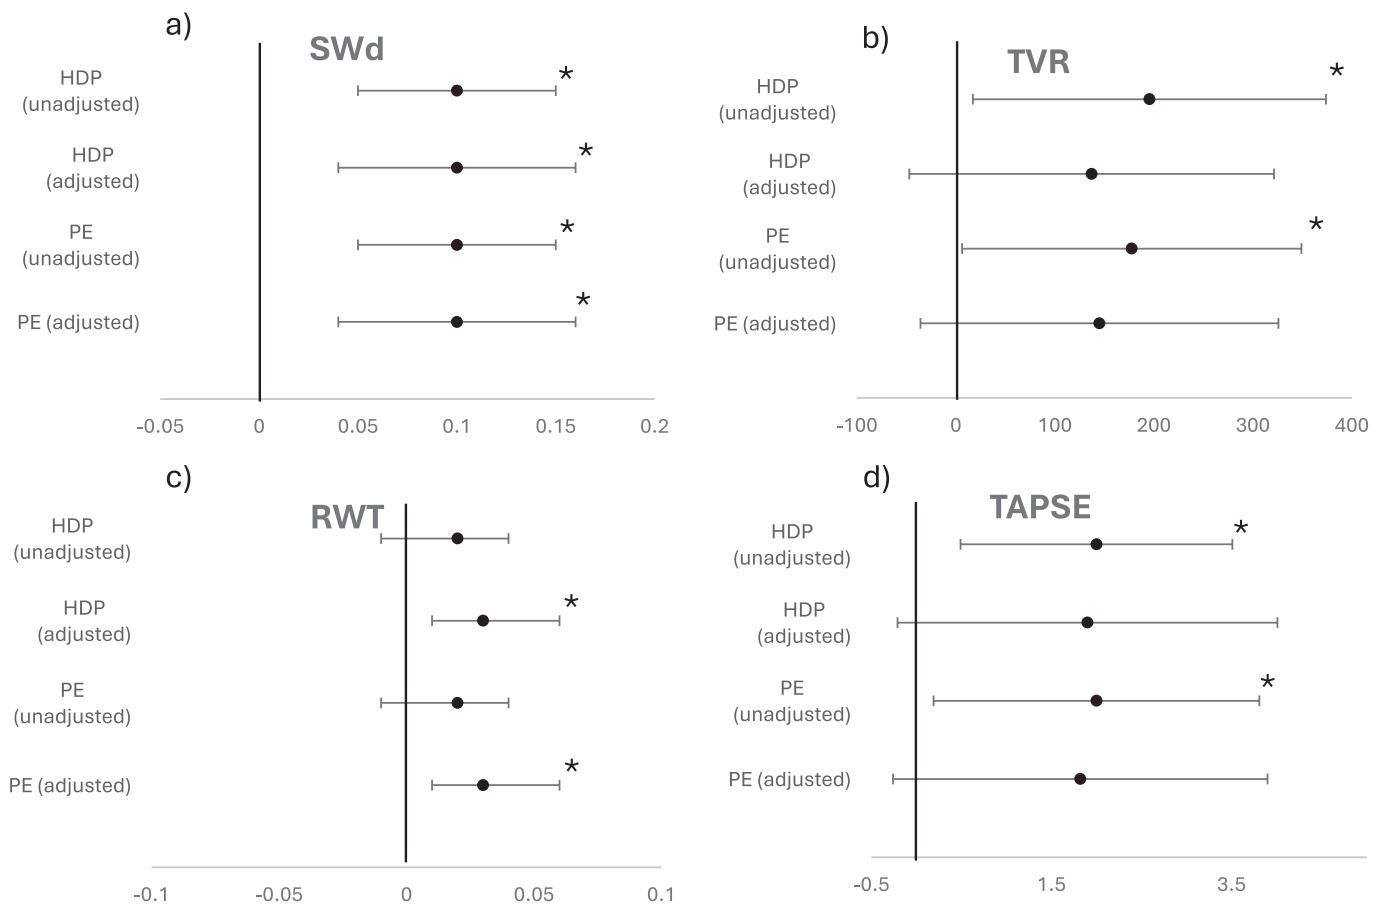 a)
SWd
HDP
(unadjusted)
*
HDP
(adjusted)
*
PE
(unadjusted)
*
PE (adjusted)
*
-0.05 0 0.05 0.1 0.15 0.2
b)
TVR
HDP
(unadjusted)
*
HDP
(adjusted)
PE
(unadjusted)
*
PE (adjusted)
-100 0 100 200 300 400
c)
RWT
HDP
(unadjusted)
HDP
(adjusted)
*
PE
(unadjusted)
PE (adjusted)
*
-0.1 -0.05 0 0.05 0.1
d)
TAPSE
HDP
(unadjusted)
*
HDP
(adjusted)
PE
(unadjusted)
*
PE (adjusted)
-0.5 1.5 3.5